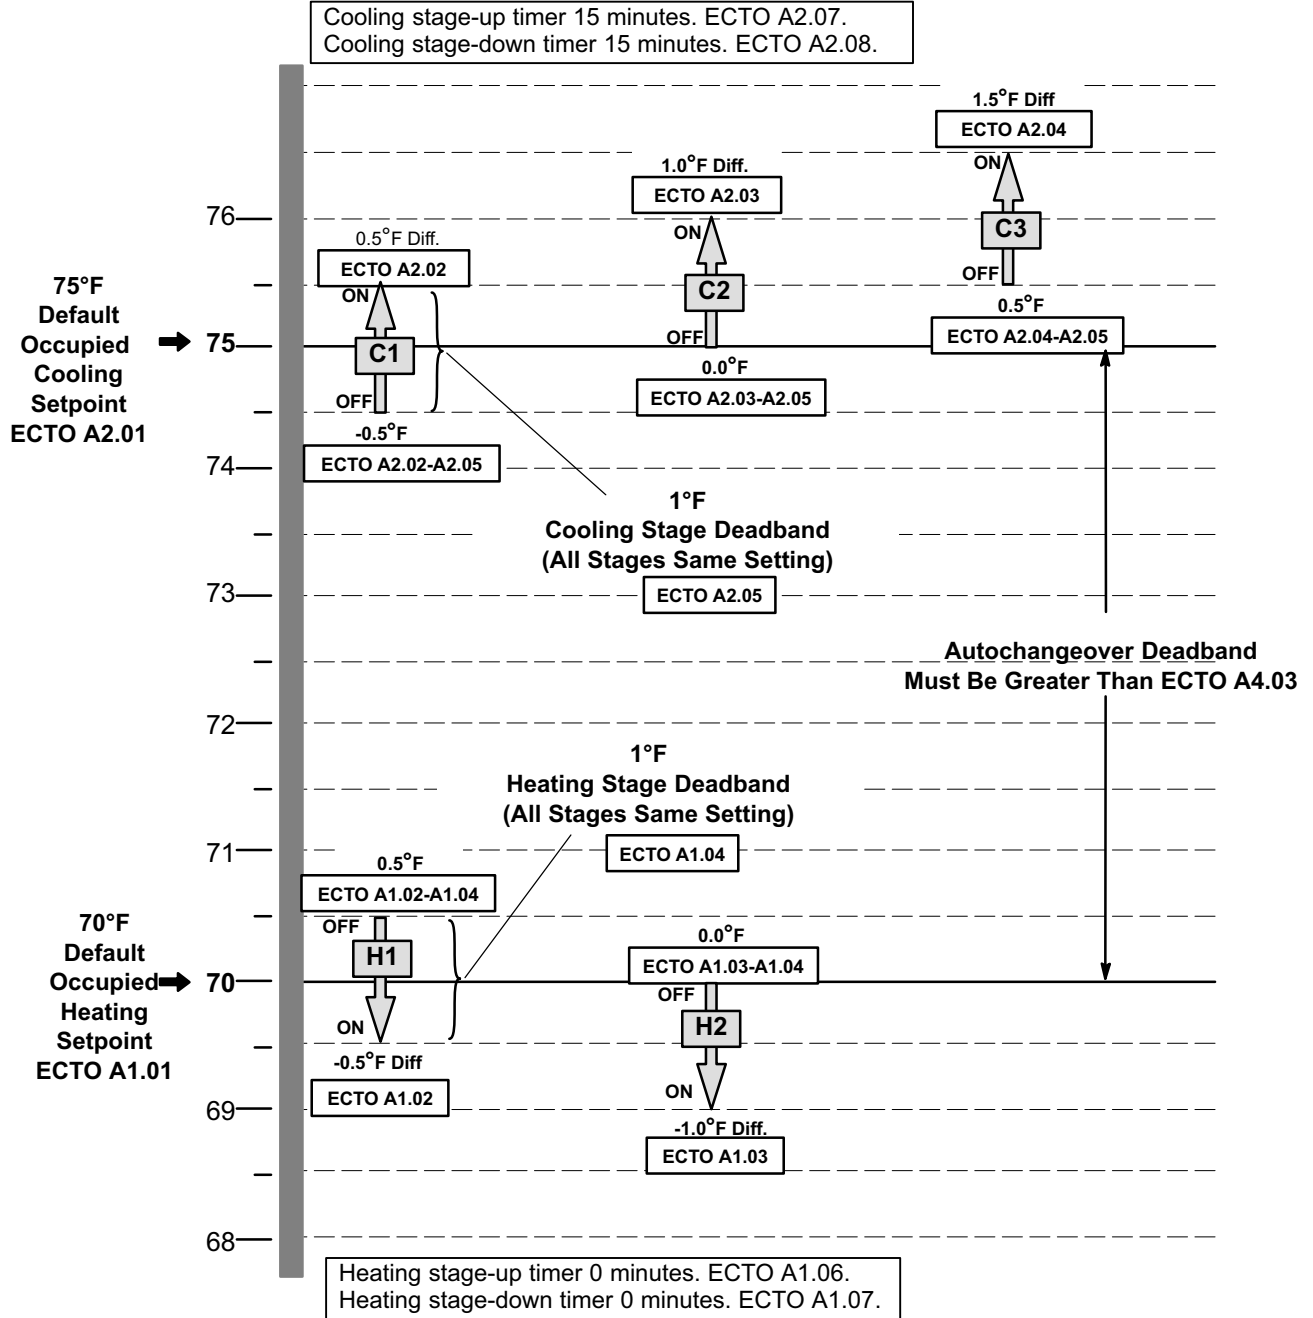 Cooling stage-up timer 15 minutes. ECTO A2.07.
Cooling stage-down timer 15 minutes. ECTO A2.08.
1.5°F Diff
ECTO A2.04
ON
C3
OFF
0.5°F
ECTO A2.04-A2.05
1.0°F Diff.
ECTO A2.03
ON
C2
OFF
0.0°F
ECTO A2.03-A2.05
76
0.5°F Diff.
ECTO A2.02
ON
C1
OFF
-0.5°F
ECTO A2.02-A2.05
75°F
Default
Occupied
Cooling
Setpoint
ECTO A2.01
75
74
1°F
Cooling Stage Deadband
(All Stages Same Setting)
ECTO A2.05
73
Autochangeover Deadband
Must Be Greater Than ECTO A4.03
72
1°F
Heating Stage Deadband
(All Stages Same Setting)
ECTO A1.04
71
0.5°F
ECTO A1.02-A1.04
OFF
H1
ON
-0.5°F Diff
ECTO A1.02
70°F
Default
Occupied
Heating
Setpoint
ECTO A1.01
70
0.0°F
ECTO A1.03-A1.04
OFF
H2
ON
-1.0°F Diff.
ECTO A1.03
69
68
Heating stage-up timer 0 minutes. ECTO A1.06.
Heating stage-down timer 0 minutes. ECTO A1.07.